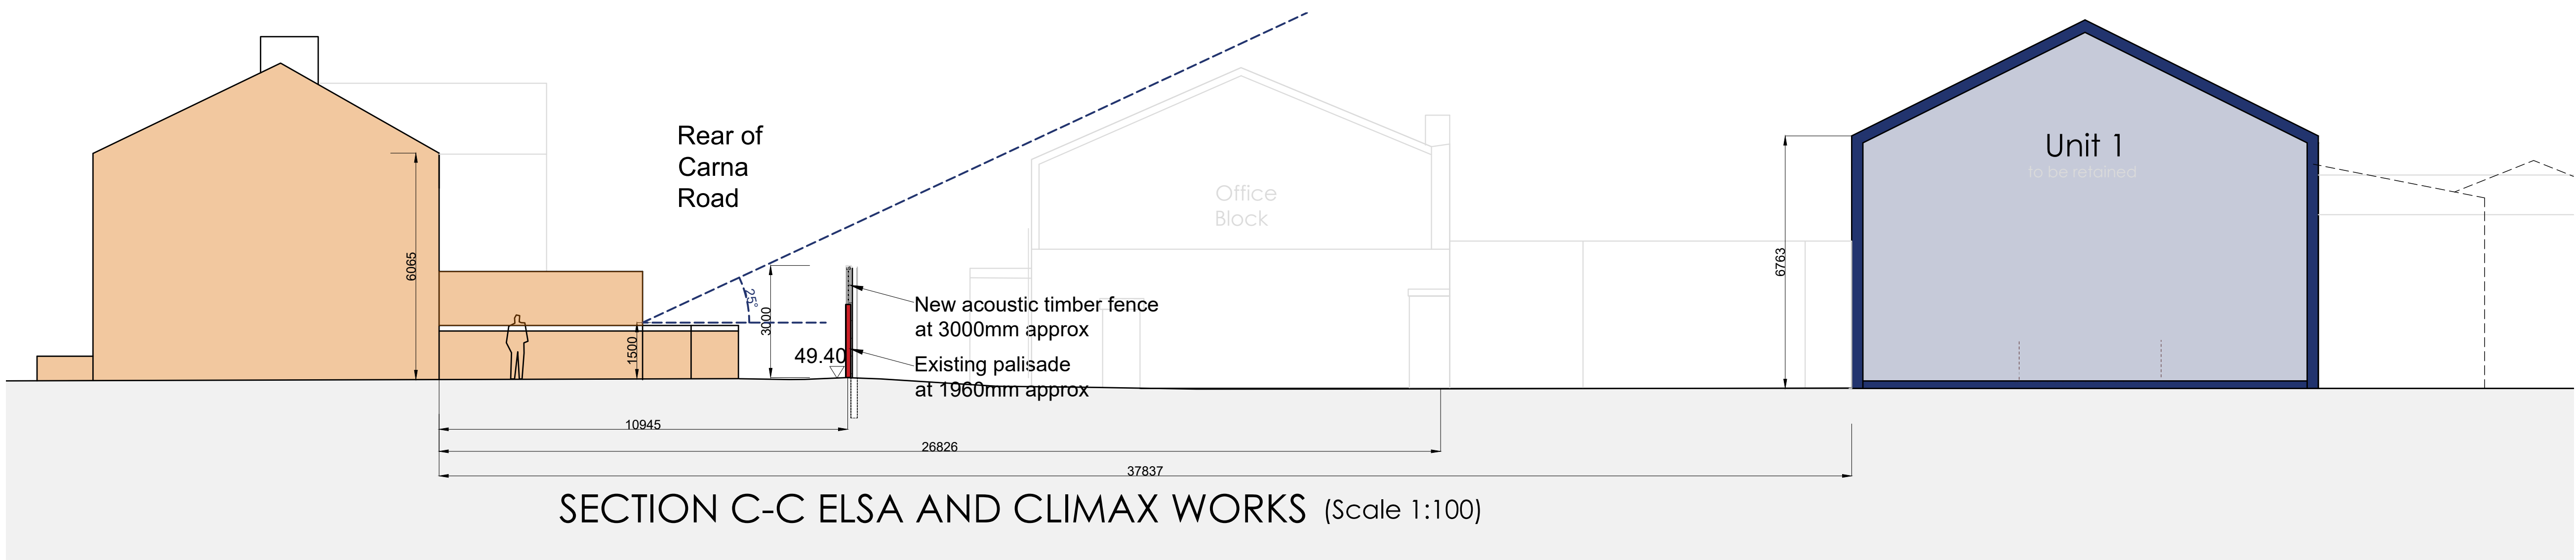 Rear of
Carna
Road
Office
Block
Unit 1
to be retained
6065
25°
3000
1500
49.40
New acoustic timber fence
at 3000mm approx
Existing palisade
at 1960mm approx
6763
10945
26826
37837
SECTION C-C ELSA AND CLIMAX WORKS (Scale 1:100)